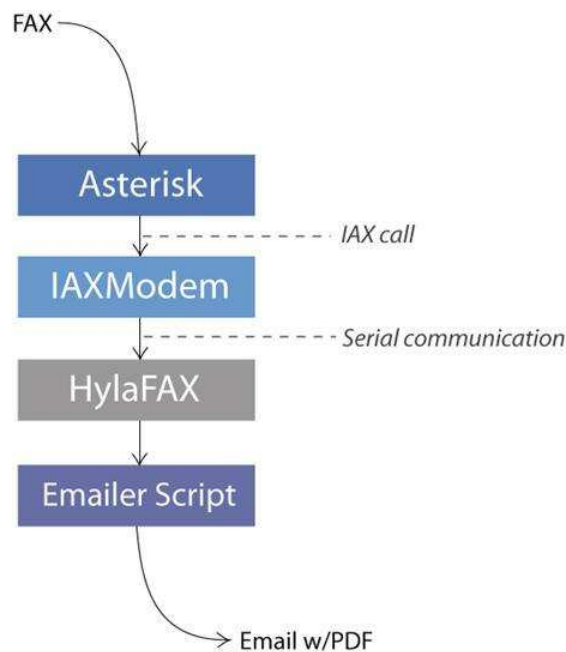 FAX
Asterisk
IAX call
IAXModem
Serial communication
HylaFAX
Emailer Script
Email w/PDF